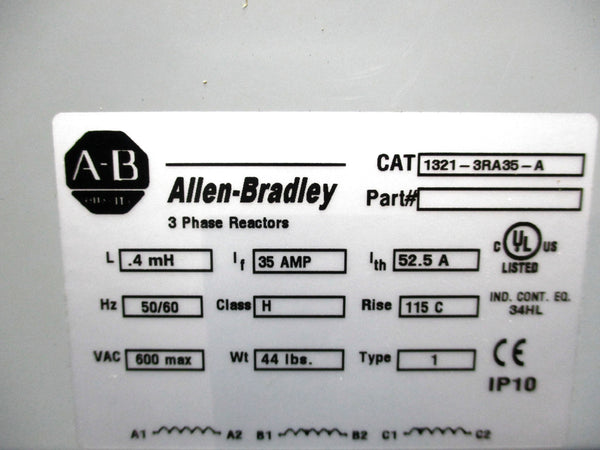 A-B
Allen-Bradley
3 Phase Reactors
CAT 1321-3RA35-A
Part#
L .4 mH If 35 AMP Ith 52.5 A
C UL US
LISTED
Hz 50/60 Class H Rise 115 C
IND. CONT. EQ.
34HL
VAC 600 max Wt 44 lbs. Type 1
CE
IP10
A1 A2 B1 B2 C1 C2